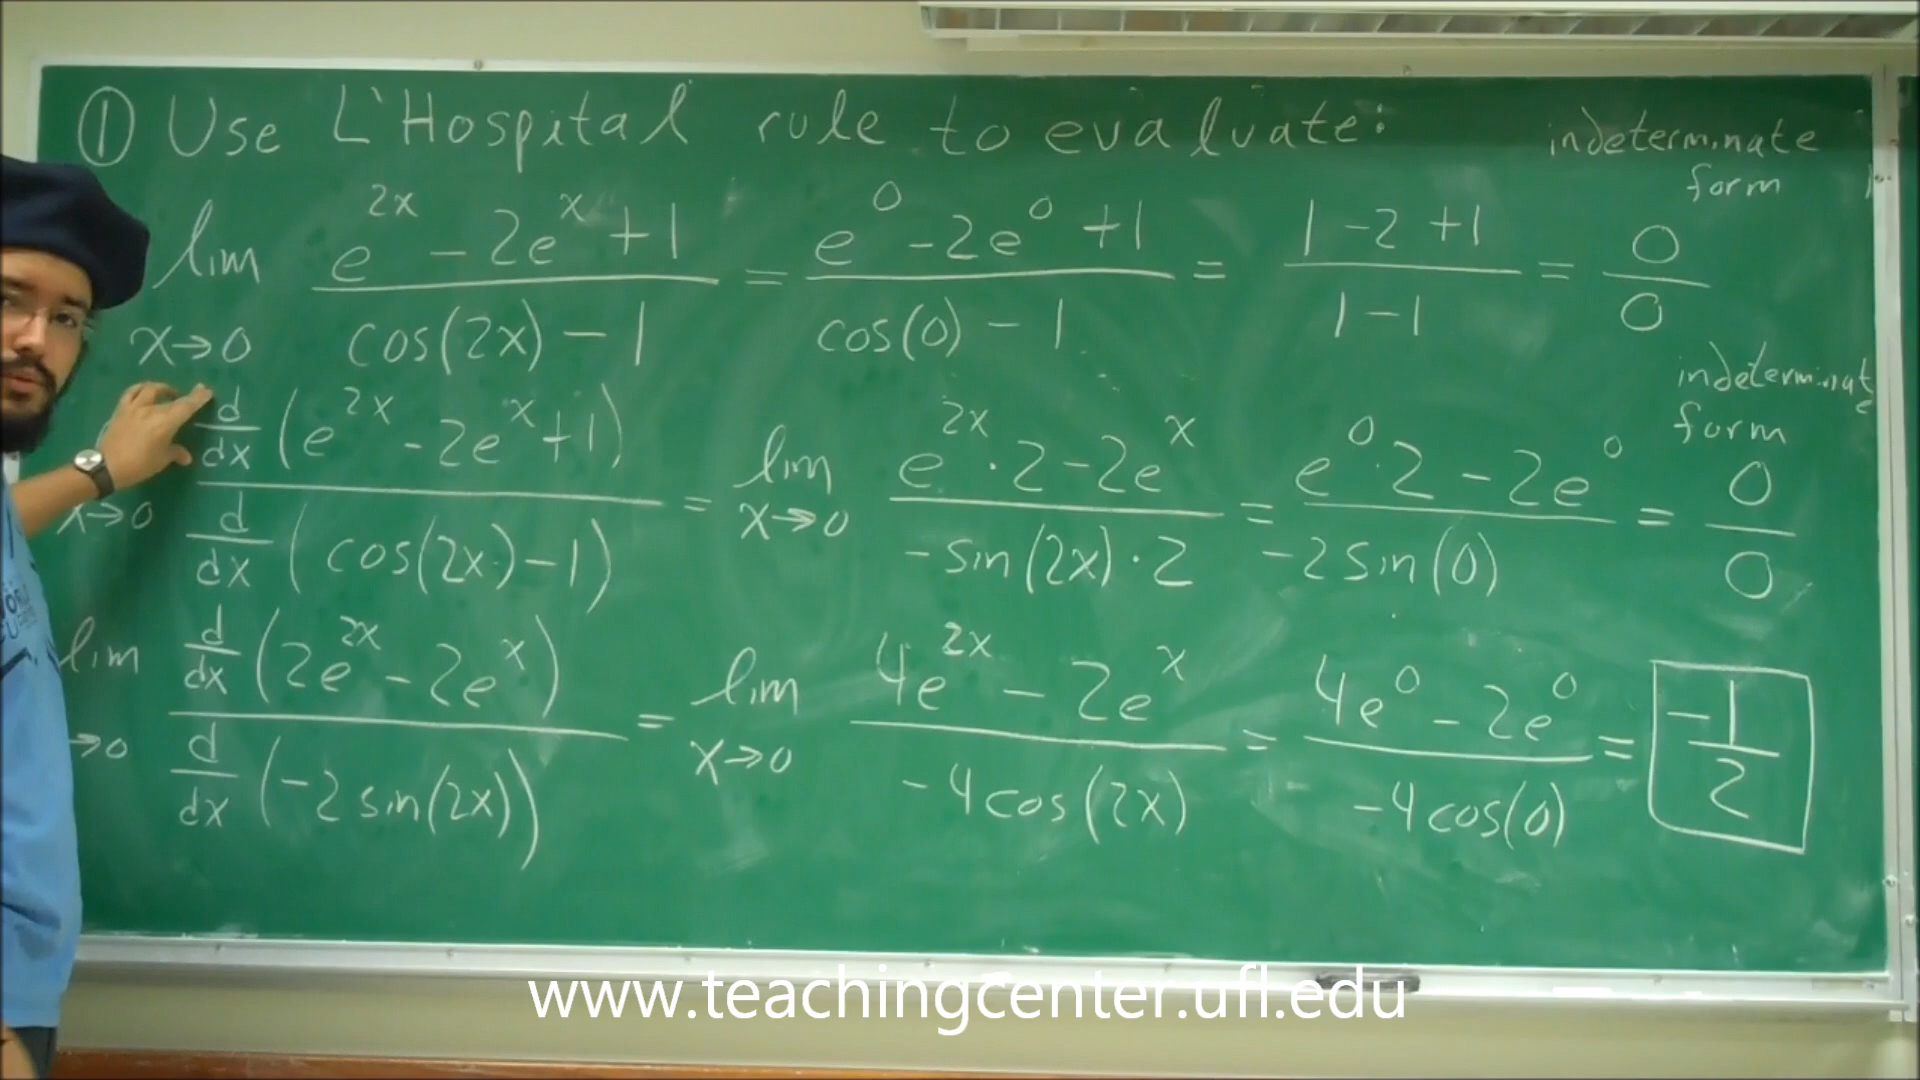 ① Use L'Hospital rule to evaluate:
indeterminate
form
lim x→0 (e^{2x} - 2e^x + 1)/(cos(2x) - 1) = (e^0 - 2e^0 + 1)/(cos(0) - 1) = (1 - 2 + 1)/(1 - 1) = 0/0
indeterminate
form
x→0 (d/dx (e^{2x} - 2e^x + 1))/(d/dx (cos(2x) - 1)) = lim x→0 (e^{2x} · 2 - 2e^x)/(-sin(2x) · 2) = (e^0 · 2 - 2e^0)/(-2sin(0)) = 0/0
lim →0 (d/dx (2e^{2x} - 2e^x))/(d/dx (-2sin(2x))) = lim x→0 (4e^{2x} - 2e^x)/(-4cos(2x)) = (4e^0 - 2e^0)/(-4cos(0)) = -1/2
www.teachingcenter.ufl.edu